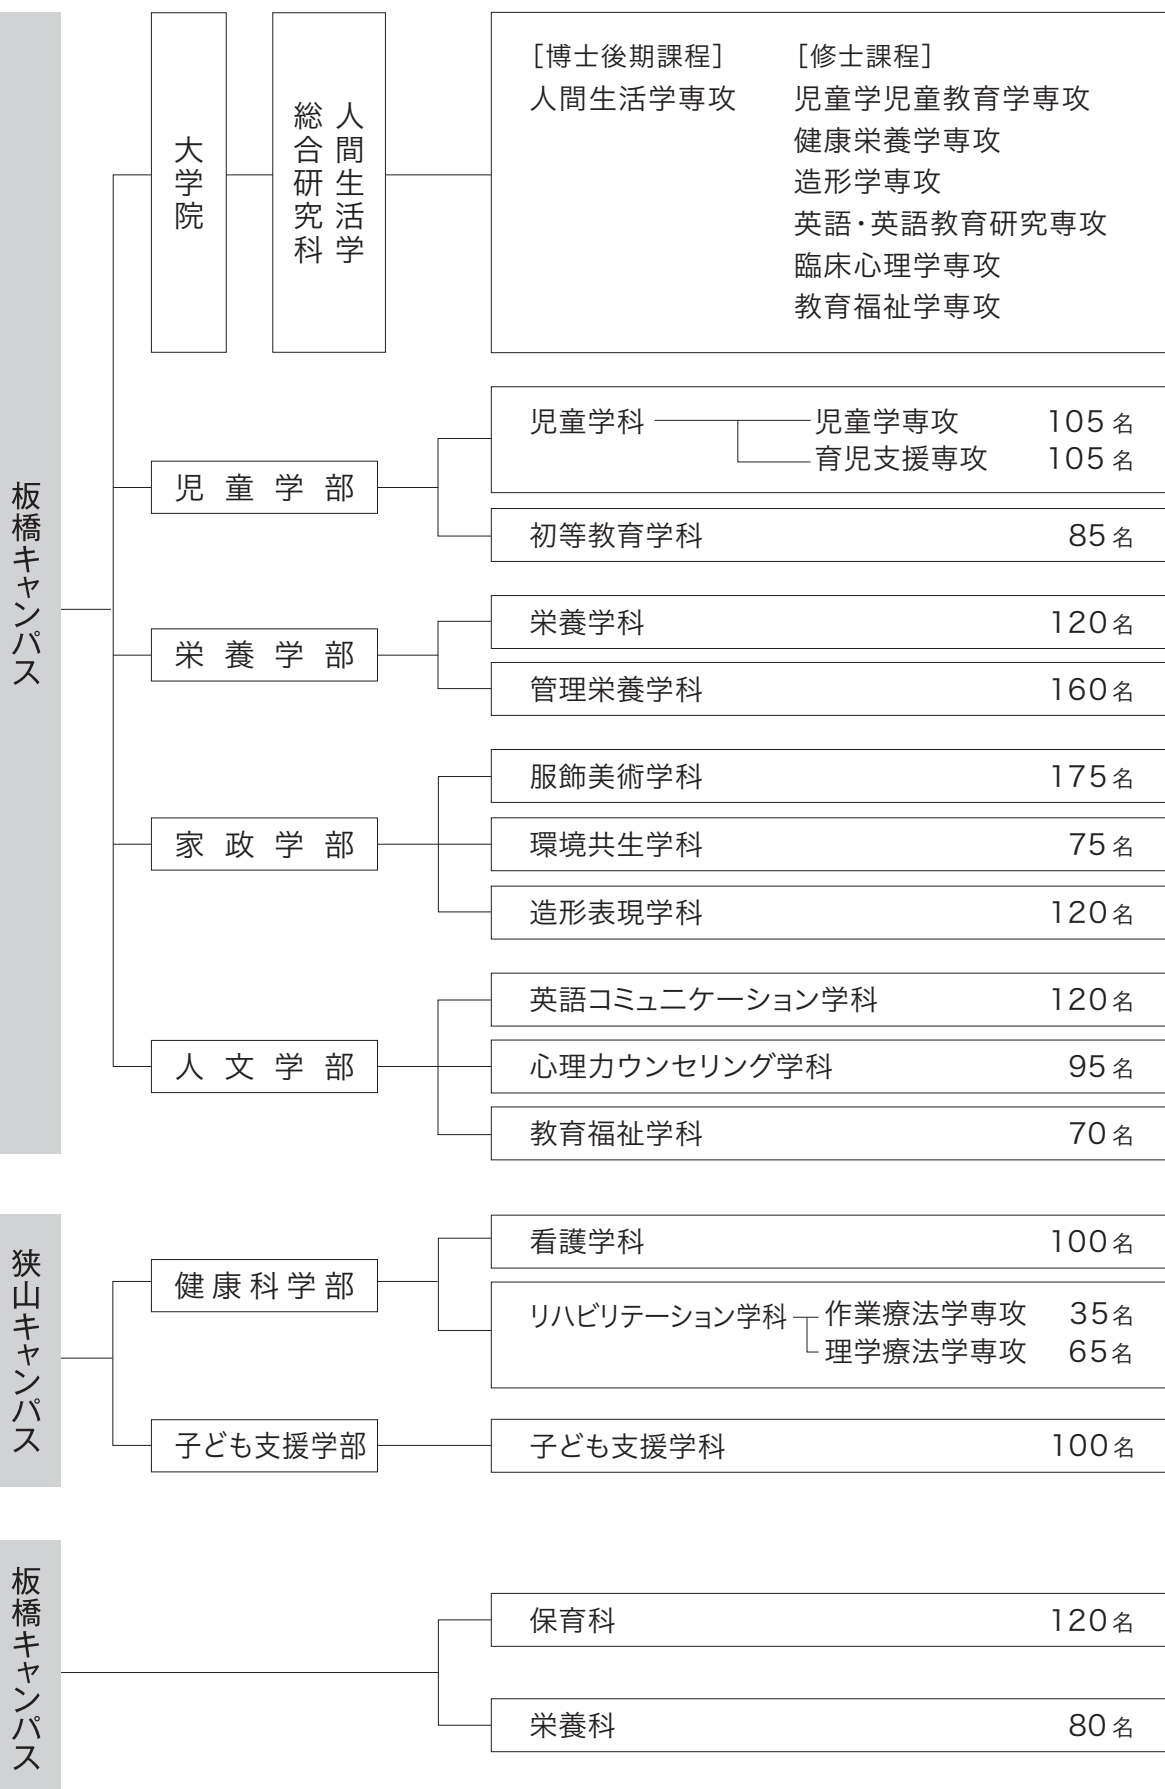 板橋キャンパス
大学院
人間生活学
総合研究科
［博士後期課程］
人間生活学専攻
［修士課程］
児童学児童教育学専攻
健康栄養学専攻
造形学専攻
英語・英語教育研究専攻
臨床心理学専攻
教育福祉学専攻
児童学部
児童学科 児童学専攻 105名
育児支援専攻 105名
初等教育学科 85名
栄養学部
栄養学科 120名
管理栄養学科 160名
家政学部
服飾美術学科 175名
環境共生学科 75名
造形表現学科 120名
人文学部
英語コミュニケーション学科 120名
心理カウンセリング学科 95名
教育福祉学科 70名
狭山キャンパス
健康科学部
看護学科 100名
リハビリテーション学科 作業療法学専攻 35名
理学療法学専攻 65名
子ども支援学部
子ども支援学科 100名
板橋キャンパス
保育科 120名
栄養科 80名